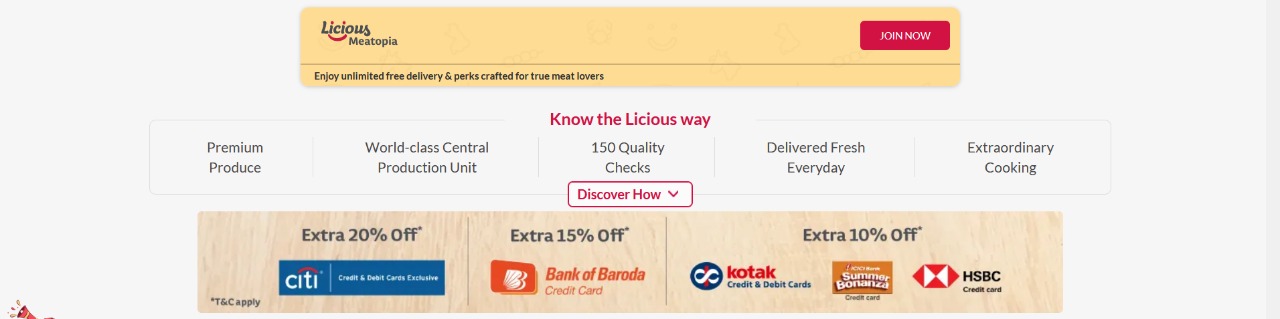 Licious
Meatopia
JOIN NOW
Enjoy unlimited free delivery & perks crafted for true meat lovers
Know the Licious way
Premium
Produce
World-class Central
Production Unit
150 Quality
Checks
Delivered Fresh
Everyday
Extraordinary
Cooking
Discover How
Extra 20% Off*
citi
Credit & Debit Cards Exclusive
*T&C apply
Extra 15% Off*
Bank of Baroda
Credit Card
Extra 10% Off*
kotak
Credit & Debit Cards
ICICI Bank
Summer
Bonanza
Credit card
HSBC
Credit card